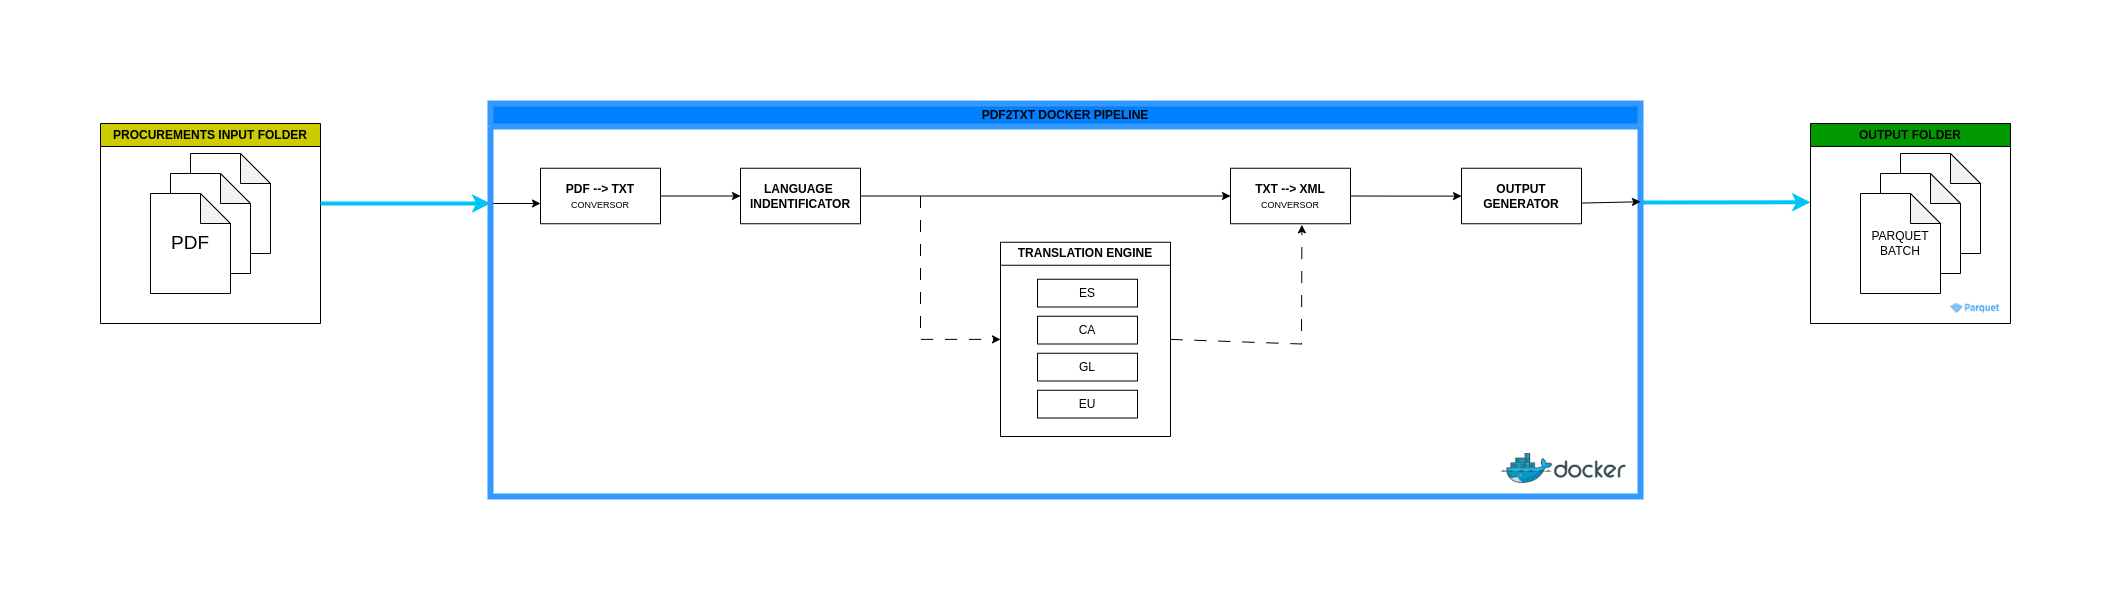 PROCUREMENTS INPUT FOLDER
PDF
PDF2TXT DOCKER PIPELINE
PDF --> TXT
CONVERSOR
LANGUAGE
INDENTIFICATOR
TRANSLATION ENGINE
ES
CA
GL
EU
TXT --> XML
CONVERSOR
OUTPUT
GENERATOR
docker
OUTPUT FOLDER
PARQUET
BATCH
Parquet